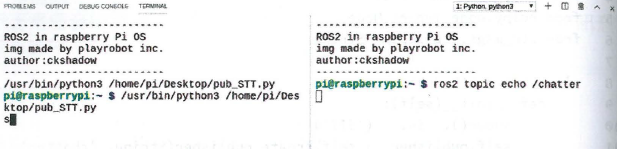 PROBLEMS OUTPUT DEBUG CONSOLE TERMINAL
1: Python, python3
-------------------------
ROS2 in raspberry Pi OS
img made by playrobot inc.
author:ckshadow
-------------------------
/usr/bin/python3 /home/pi/Desktop/pub_STT.py
pi@raspberrypi:~ $ /usr/bin/python3 /home/pi/Des
ktop/pub_STT.py
s
-------------------------
ROS2 in raspberry Pi OS
img made by playrobot inc.
author:ckshadow
-------------------------
pi@raspberrypi:~ $ ros2 topic echo /chatter